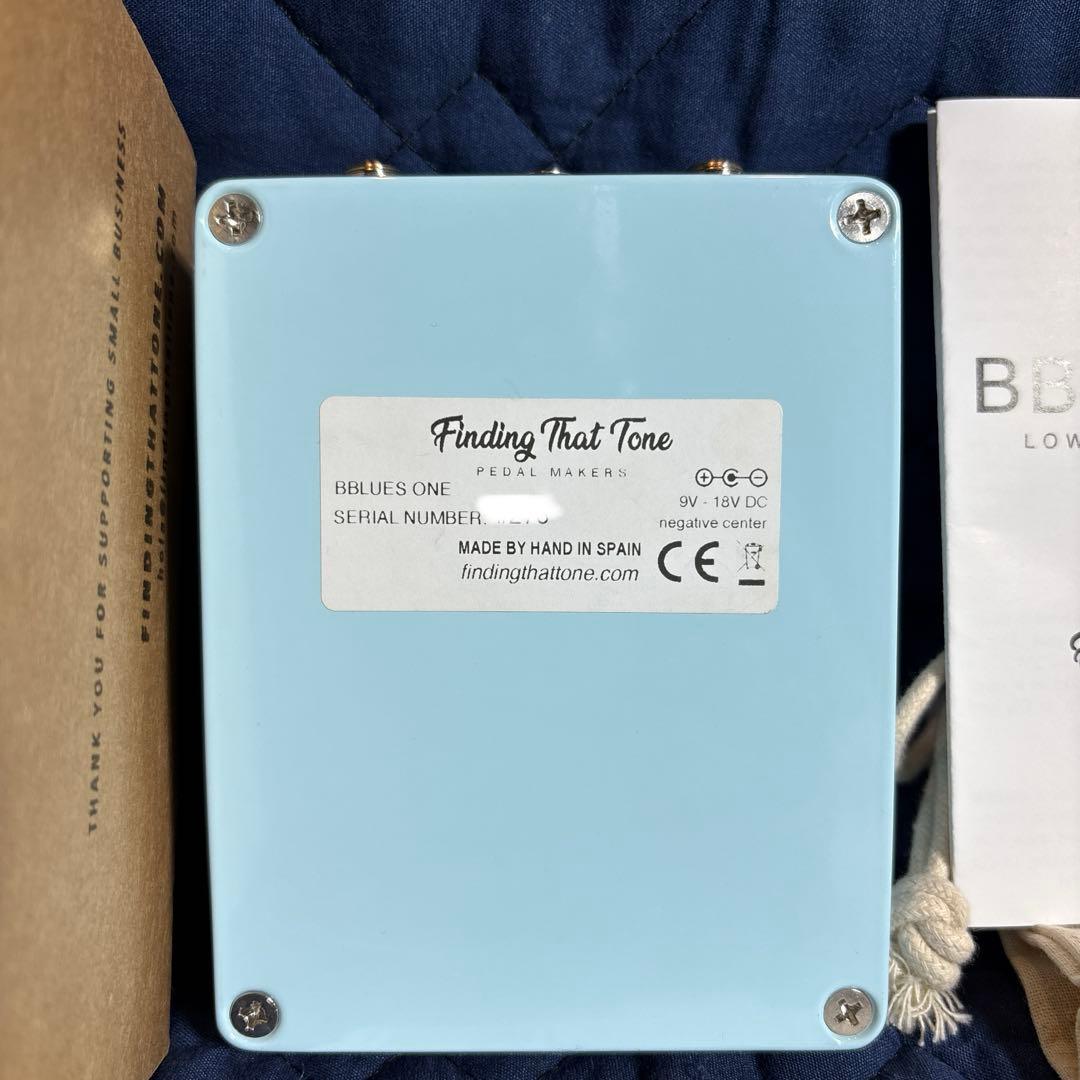 THANK YOU FOR SUPPORTING SMALL BUSINESS
FINDINGTHATTONE.COM
Finding That Tone
PEDAL MAKERS
BBLUES ONE
SERIAL NUMBER:
9V - 18V DC
negative center
MADE BY HAND IN SPAIN
findingthattone.com
CE
BB
LOW